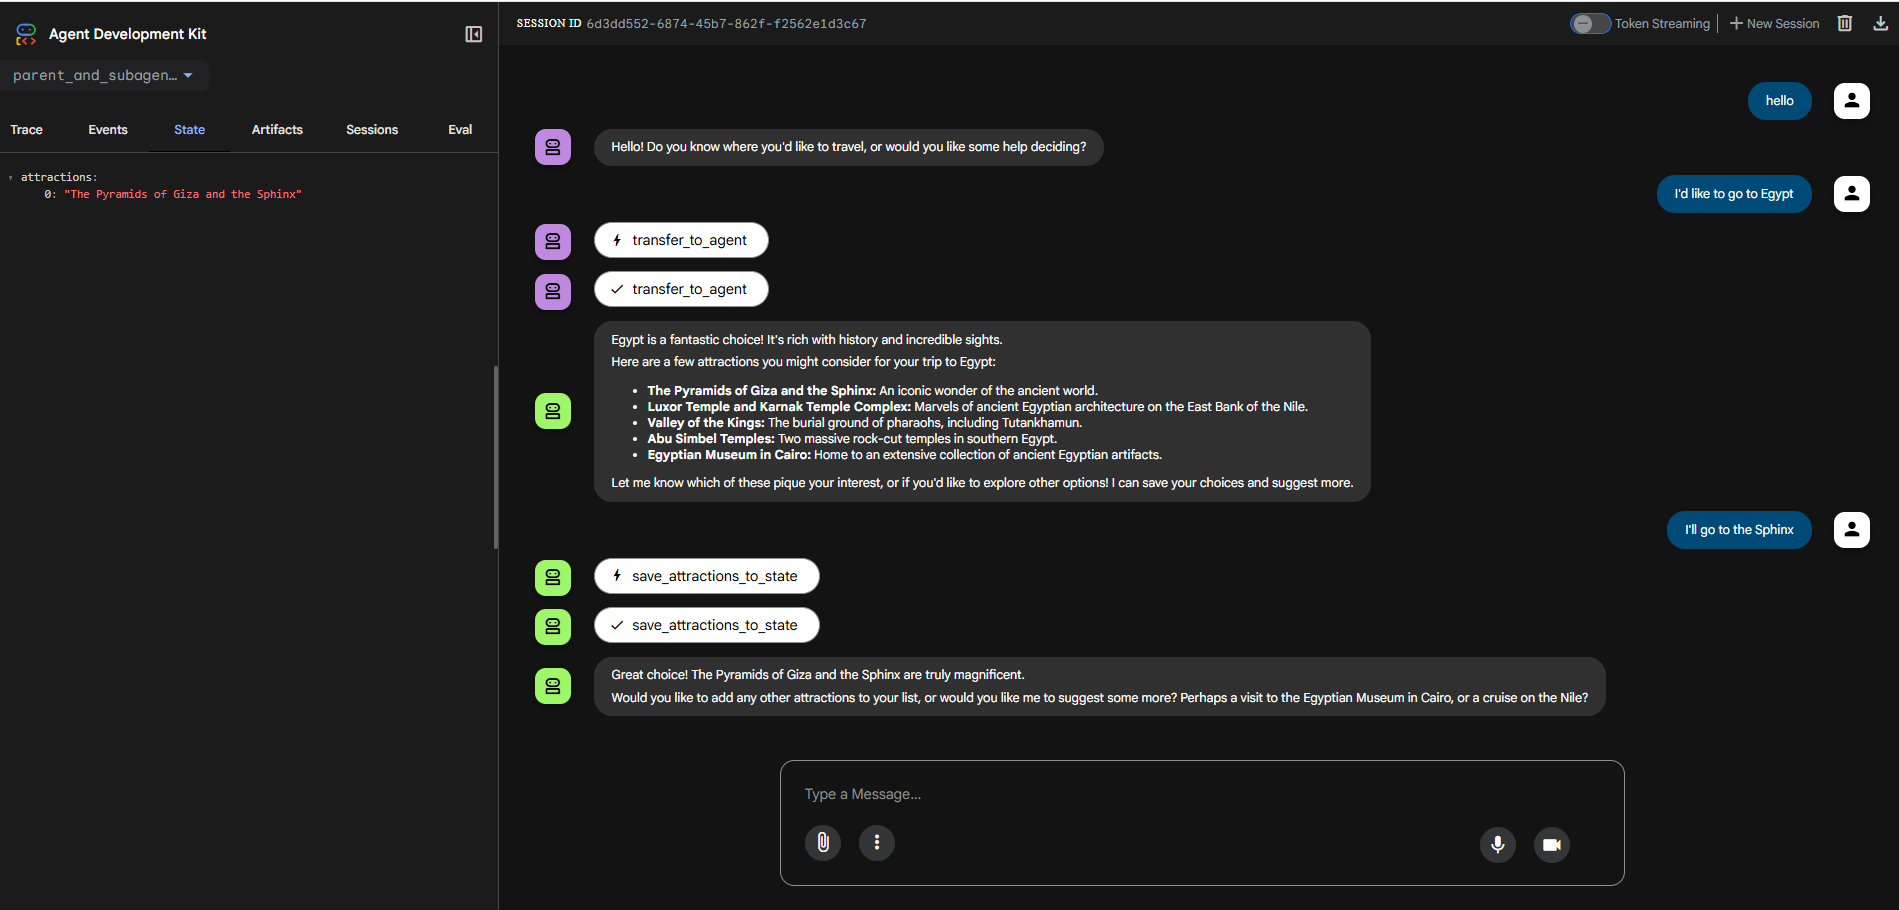 Agent Development Kit
parent_and_subagen...
Trace Events State Artifacts Sessions Eval
attractions:
0: "The Pyramids of Giza and the Sphinx"
SESSION ID 6d3dd552-6874-45b7-862f-f2562e1d3c67
Token Streaming
New Session
hello
Hello! Do you know where you'd like to travel, or would you like some help deciding?
I'd like to go to Egypt
transfer_to_agent
transfer_to_agent
Egypt is a fantastic choice! It's rich with history and incredible sights.
Here are a few attractions you might consider for your trip to Egypt:
• The Pyramids of Giza and the Sphinx: An iconic wonder of the ancient world.
• Luxor Temple and Karnak Temple Complex: Marvels of ancient Egyptian architecture on the East Bank of the Nile.
• Valley of the Kings: The burial ground of pharaohs, including Tutankhamun.
• Abu Simbel Temples: Two massive rock-cut temples in southern Egypt.
• Egyptian Museum in Cairo: Home to an extensive collection of ancient Egyptian artifacts.
Let me know which of these pique your interest, or if you'd like to explore other options! I can save your choices and suggest more.
I'll go to the Sphinx
save_attractions_to_state
save_attractions_to_state
Great choice! The Pyramids of Giza and the Sphinx are truly magnificent.
Would you like to add any other attractions to your list, or would you like me to suggest some more? Perhaps a visit to the Egyptian Museum in Cairo, or a cruise on the Nile?
Type a Message...